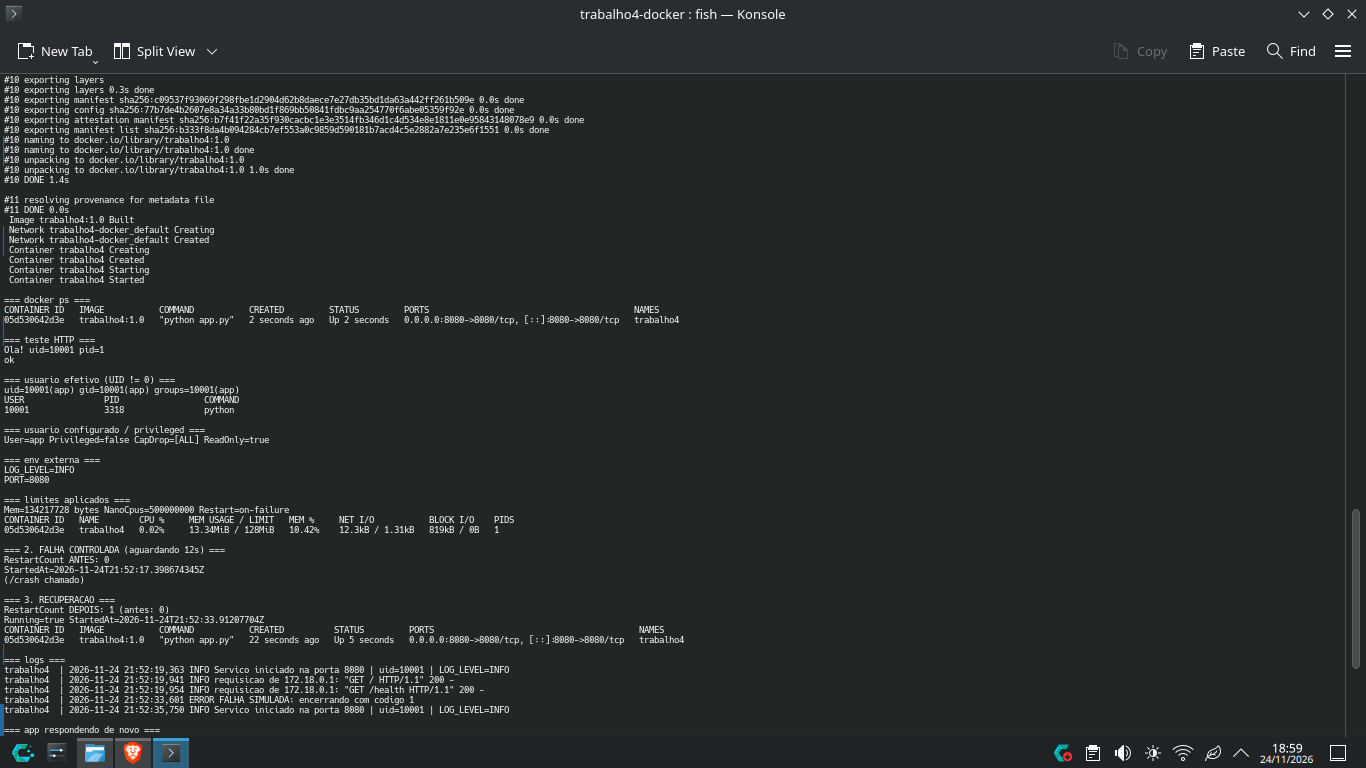 trabalho4-docker : fish — Konsole
New Tab
Split View
Copy
Paste
Find
#10 exporting layers
#10 exporting layers 0.3s done
#10 exporting manifest sha256:c09537f93069f298fbe1d2904d62b8daece7e27db35bd1da63a442ff261b509e 0.0s done
#10 exporting config sha256:77b7de4b2607e8a34a33b80bd1f869bb50841fdbc9aa254770f6abe05359f92e 0.0s done
#10 exporting attestation manifest sha256:b7f41f22a35f930cacbc1e3e3514fb346d1c4d534e8e1811e0e95843148078e9 0.0s done
#10 exporting manifest list sha256:b333f8da4b094284cb7ef553a0c9859d590181b7acd4c5e2882a7e235e6f1551 0.0s done
#10 naming to docker.io/library/trabalho4:1.0
#10 naming to docker.io/library/trabalho4:1.0 done
#10 unpacking to docker.io/library/trabalho4:1.0
#10 unpacking to docker.io/library/trabalho4:1.0 1.0s done
#10 DONE 1.4s
#11 resolving provenance for metadata file
#11 DONE 0.0s
Image trabalho4:1.0 Built
Network trabalho4-docker_default Creating
Network trabalho4-docker_default Created
Container trabalho4 Creating
Container trabalho4 Created
Container trabalho4 Starting
Container trabalho4 Started
=== docker ps ===
CONTAINER ID IMAGE COMMAND CREATED STATUS PORTS NAMES
05d530642d3e trabalho4:1.0 "python app.py" 2 seconds ago Up 2 seconds 0.0.0.0:8080->8080/tcp, [::]:8080->8080/tcp trabalho4
=== teste HTTP ===
Ola! uid=10001 pid=1
ok
=== usuario efetivo (UID != 0) ===
uid=10001(app) gid=10001(app) groups=10001(app)
USER PID COMMAND
10001 3318 python
=== usuario configurado / privileged ===
User=app Privileged=false CapDrop=[ALL] ReadOnly=true
=== env externa ===
LOG_LEVEL=INFO
PORT=8080
=== limites aplicados ===
Mem=134217728 bytes NanoCpus=500000000 Restart=on-failure
CONTAINER ID NAME CPU % MEM USAGE / LIMIT MEM % NET I/O BLOCK I/O PIDS
05d530642d3e trabalho4 0.02% 13.34MiB / 128MiB 10.42% 12.3kB / 1.31kB 819kB / 0B 1
=== 2. FALHA CONTROLADA (aguardando 12s) ===
RestartCount ANTES: 0
StartedAt=2026-11-24T21:52:17.398674345Z
(/crash chamado)
=== 3. RECUPERACAO ===
RestartCount DEPOIS: 1 (antes: 0)
Running=true StartedAt=2026-11-24T21:52:33.91207704Z
CONTAINER ID IMAGE COMMAND CREATED STATUS PORTS NAMES
05d530642d3e trabalho4:1.0 "python app.py" 22 seconds ago Up 5 seconds 0.0.0.0:8080->8080/tcp, [::]:8080->8080/tcp trabalho4
=== logs ===
trabalho4 | 2026-11-24 21:52:19,363 INFO Servico iniciado na porta 8080 | uid=10001 | LOG_LEVEL=INFO
trabalho4 | 2026-11-24 21:52:19,941 INFO requisicao de 172.18.0.1: "GET / HTTP/1.1" 200 -
trabalho4 | 2026-11-24 21:52:19,954 INFO requisicao de 172.18.0.1: "GET /health HTTP/1.1" 200 -
trabalho4 | 2026-11-24 21:52:33,601 ERROR FALHA SIMULADA: encerrando com codigo 1
trabalho4 | 2026-11-24 21:52:35,750 INFO Servico iniciado na porta 8080 | uid=10001 | LOG_LEVEL=INFO
=== app respondendo de novo ===
18:59
24/11/2026